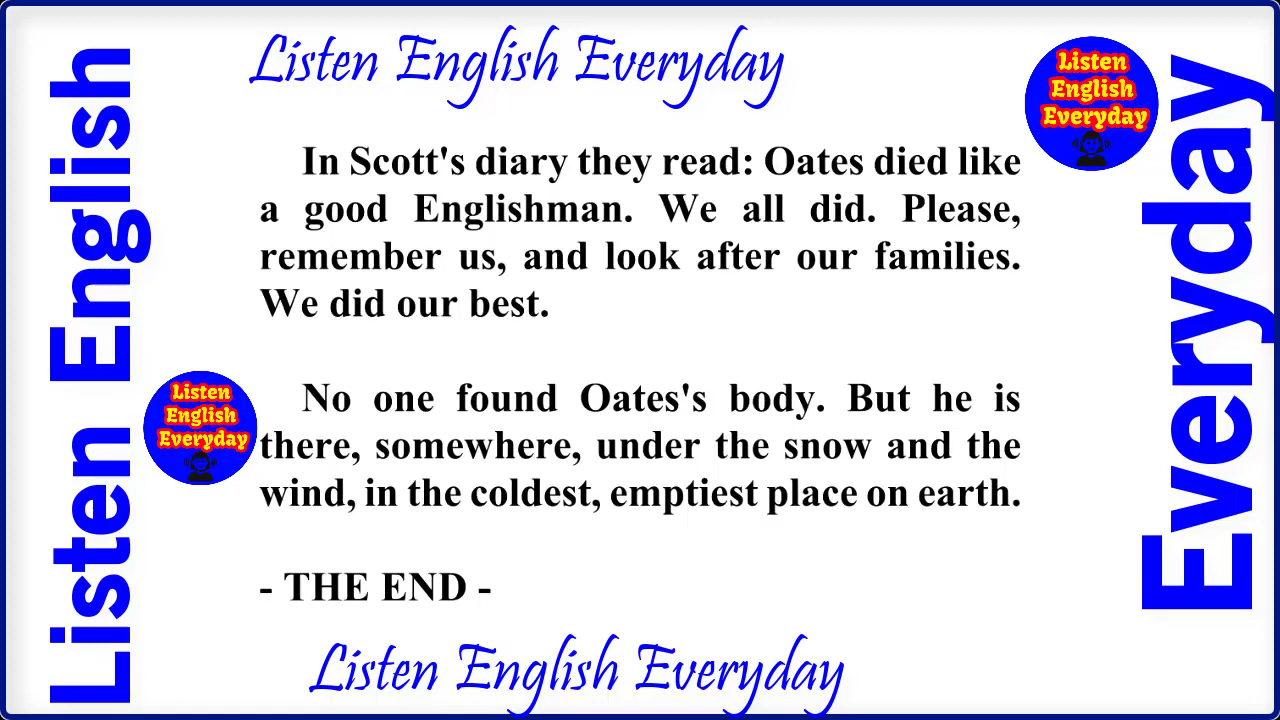 Listen English Everyday
Listen
English
Everyday
Listen English
Everyday
In Scott's diary they read: Oates died like
a good Englishman. We all did. Please,
remember us, and look after our families.
We did our best.
Listen
English
Everyday
No one found Oates's body. But he is
there, somewhere, under the snow and the
wind, in the coldest, emptiest place on earth.
- THE END -
Listen English Everyday